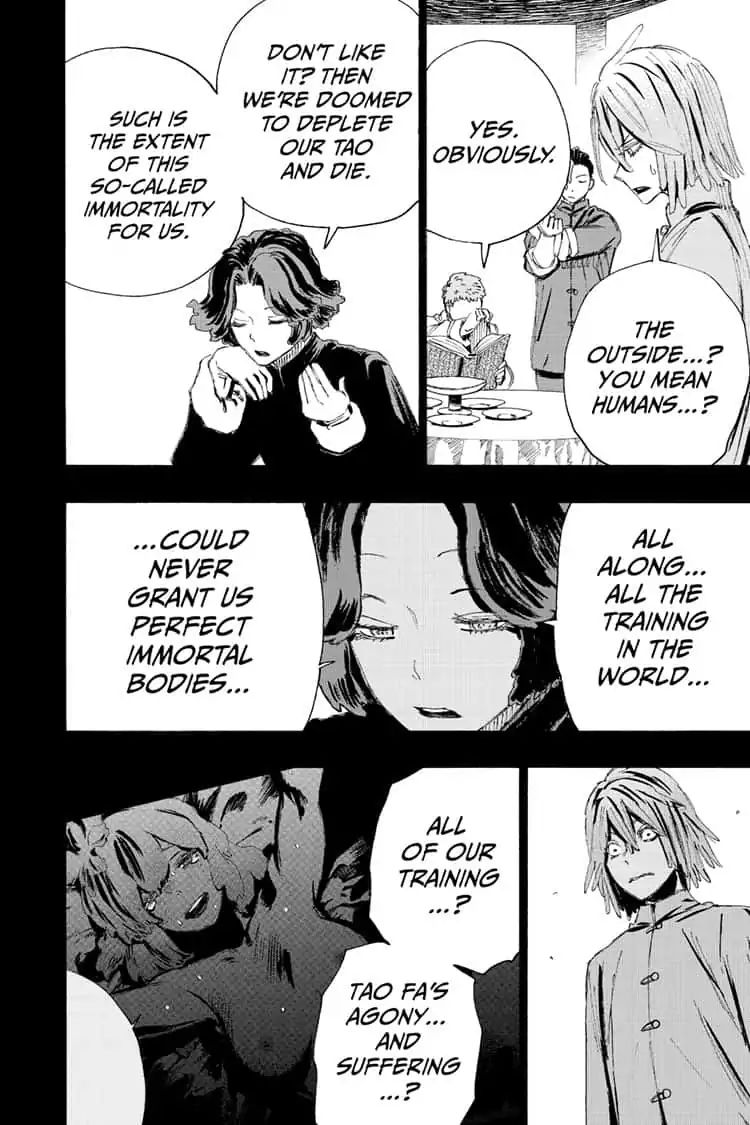 THE
OUTSIDE...?
YOU MEAN
HUMANS...?
YES.
OBVIOUSLY.
DON'T LIKE
IT? THEN
WE'RE DOOMED
TO DEPLETE
OUR TAO
AND DIE.
SUCH IS
THE EXTENT
OF THIS
SO-CALLED
IMMORTALITY
FOR US.
ALL
ALONG...
ALL THE
TRAINING
IN THE
WORLD...
...COULD
NEVER
GRANT US
PERFECT
IMMORTAL
BODIES...
ALL
OF OUR
TRAINING
...?
TAO FA'S
AGONY...
AND
SUFFERING
...?